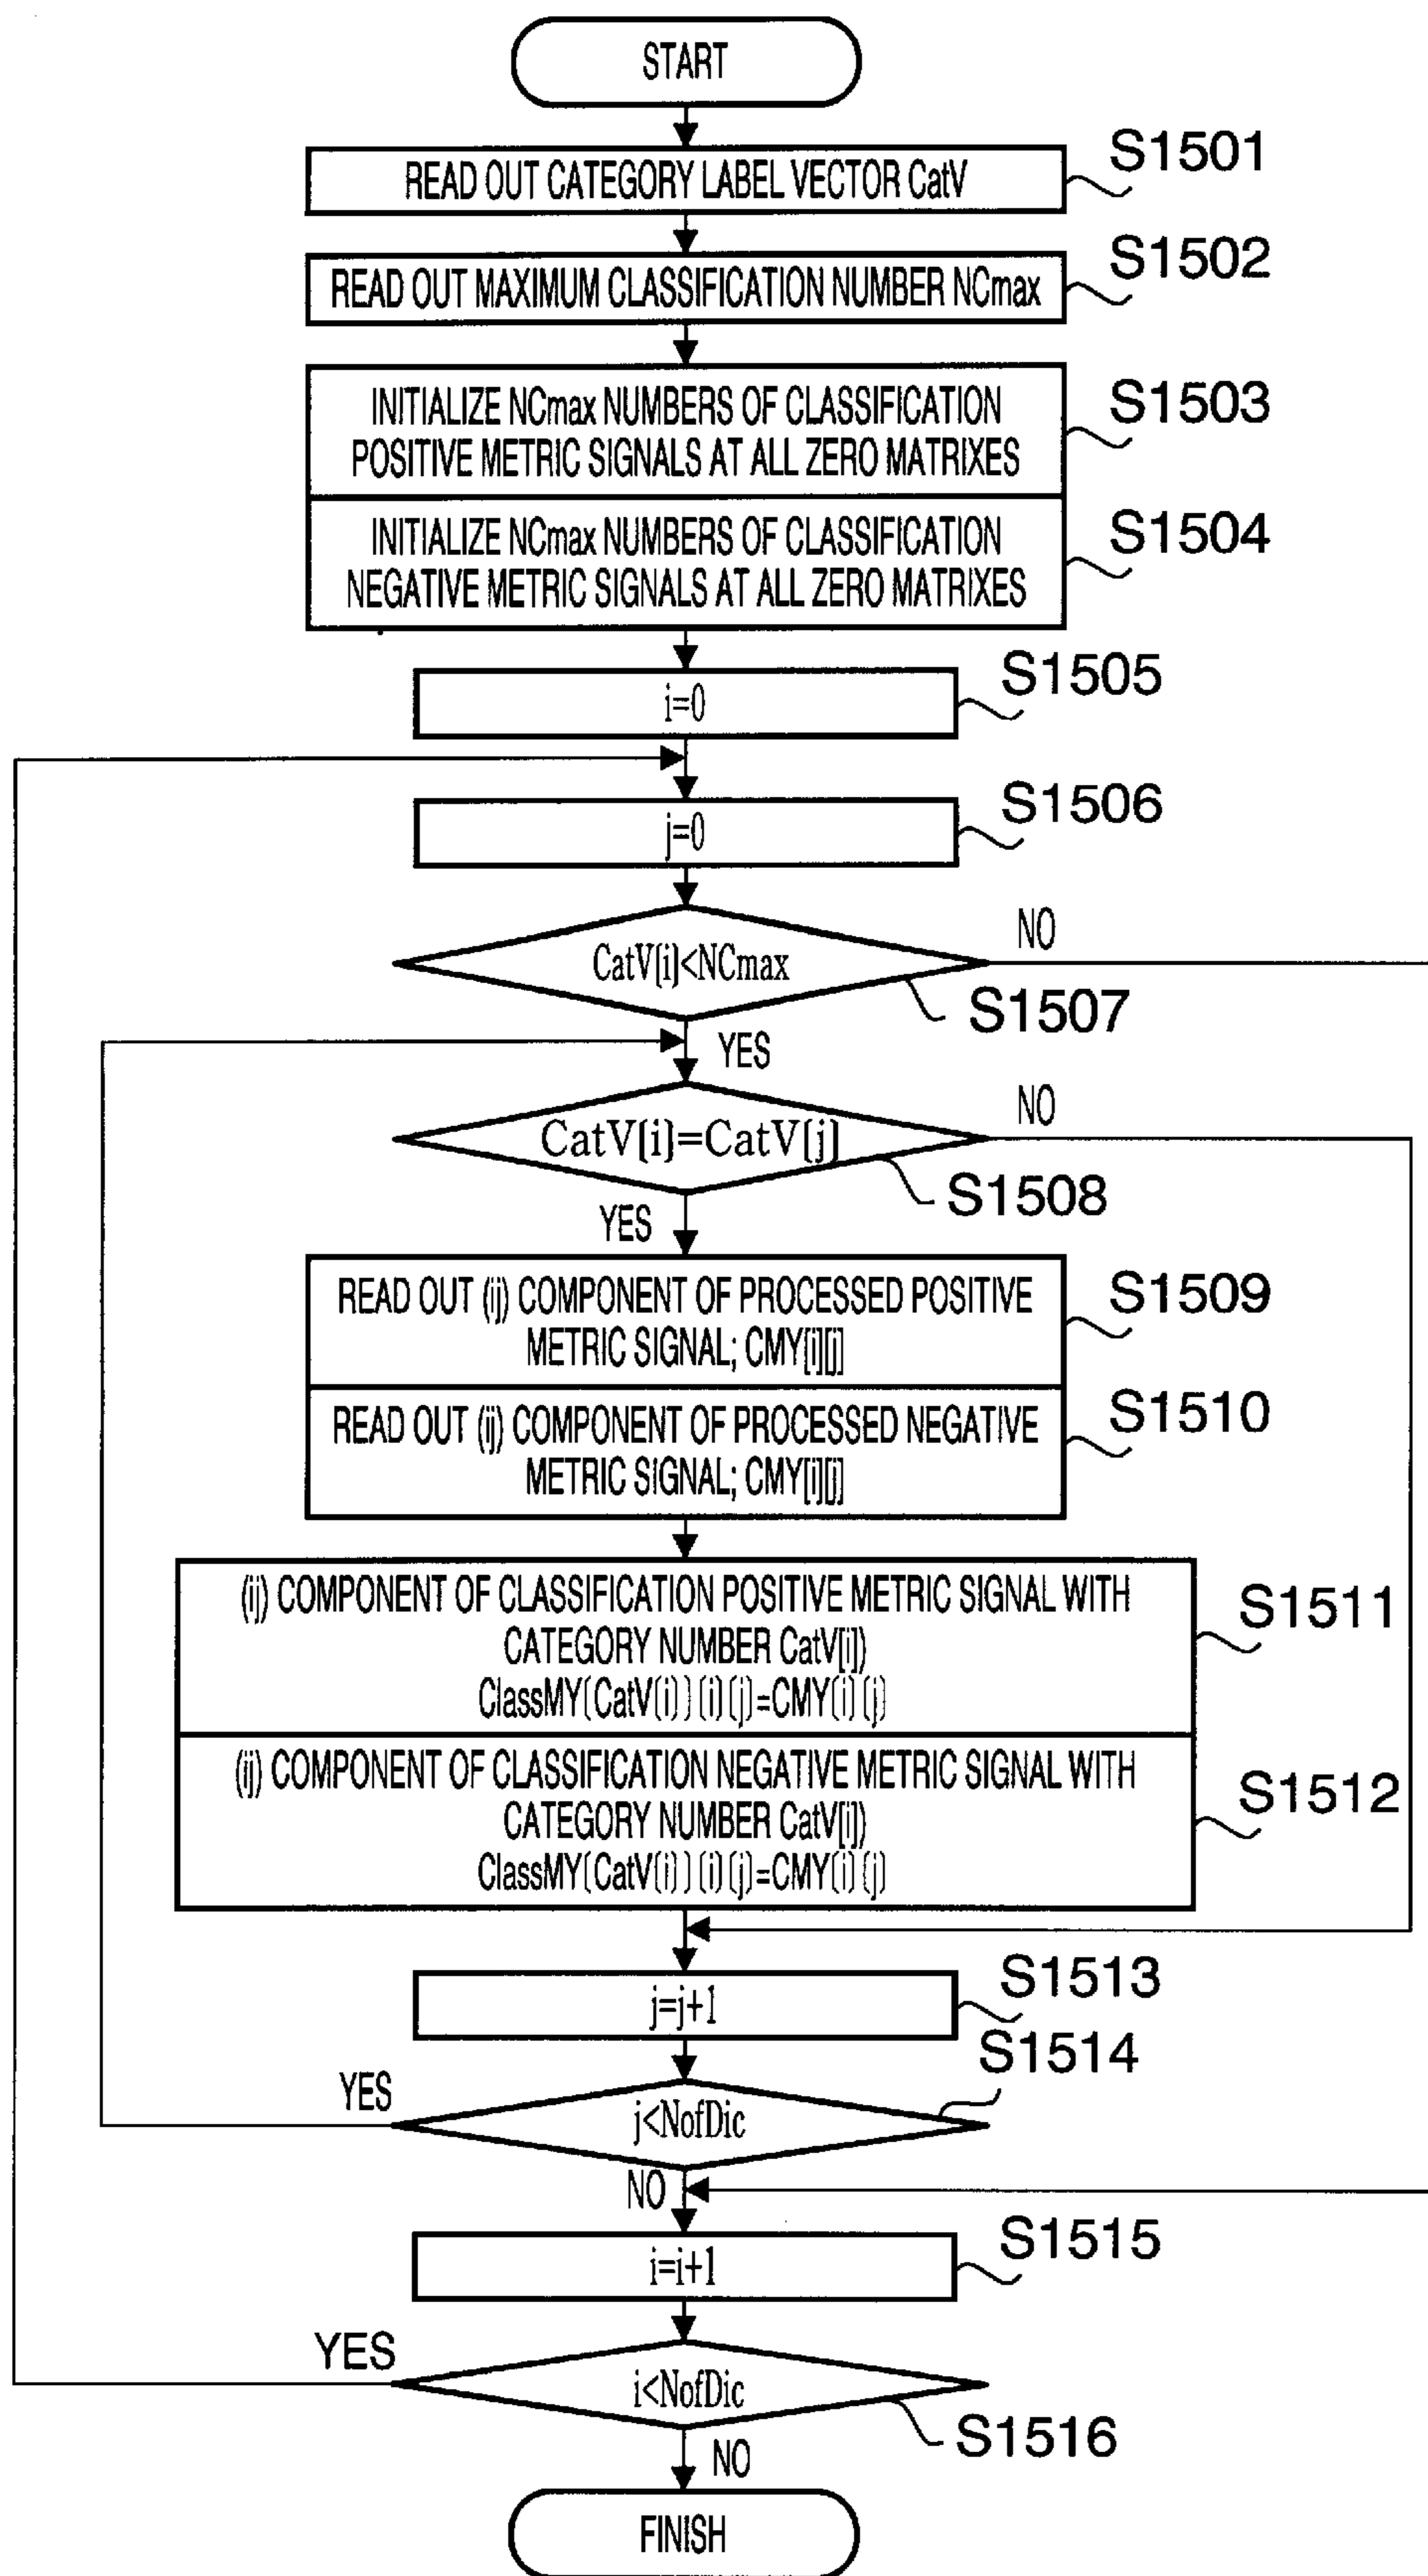 START
READ OUT CATEGORY LABEL VECTOR CatV
S1501
READ OUT MAXIMUM CLASSIFICATION NUMBER NCmax
S1502
INITIALIZE NCmax NUMBERS OF CLASSIFICATION
POSITIVE METRIC SIGNALS AT ALL ZERO MATRIXES
S1503
INITIALIZE NCmax NUMBERS OF CLASSIFICATION
NEGATIVE METRIC SIGNALS AT ALL ZERO MATRIXES
S1504
i=0
S1505
j=0
S1506
CatV[i]<NCmax
NO
S1507
YES
CatV[i]=CatV[j]
NO
S1508
YES
READ OUT (ij) COMPONENT OF PROCESSED POSITIVE
METRIC SIGNAL; CMY[i][j]
S1509
READ OUT (ij) COMPONENT OF PROCESSED NEGATIVE
METRIC SIGNAL; CMY[i][j]
S1510
(ij) COMPONENT OF CLASSIFICATION POSITIVE METRIC SIGNAL WITH
CATEGORY NUMBER CatV[i])
ClassMY(CatV(i))(i)(j)=CMY(i)(j)
S1511
(ij) COMPONENT OF CLASSIFICATION NEGATIVE METRIC SIGNAL WITH
CATEGORY NUMBER CatV[i])
ClassMY(CatV(i))(i)(j)=CMY(i)(j)
S1512
j=j+1
S1513
S1514
YES
j<NofDic
NO
i=i+1
S1515
YES
i<NofDic
S1516
NO
FINISH